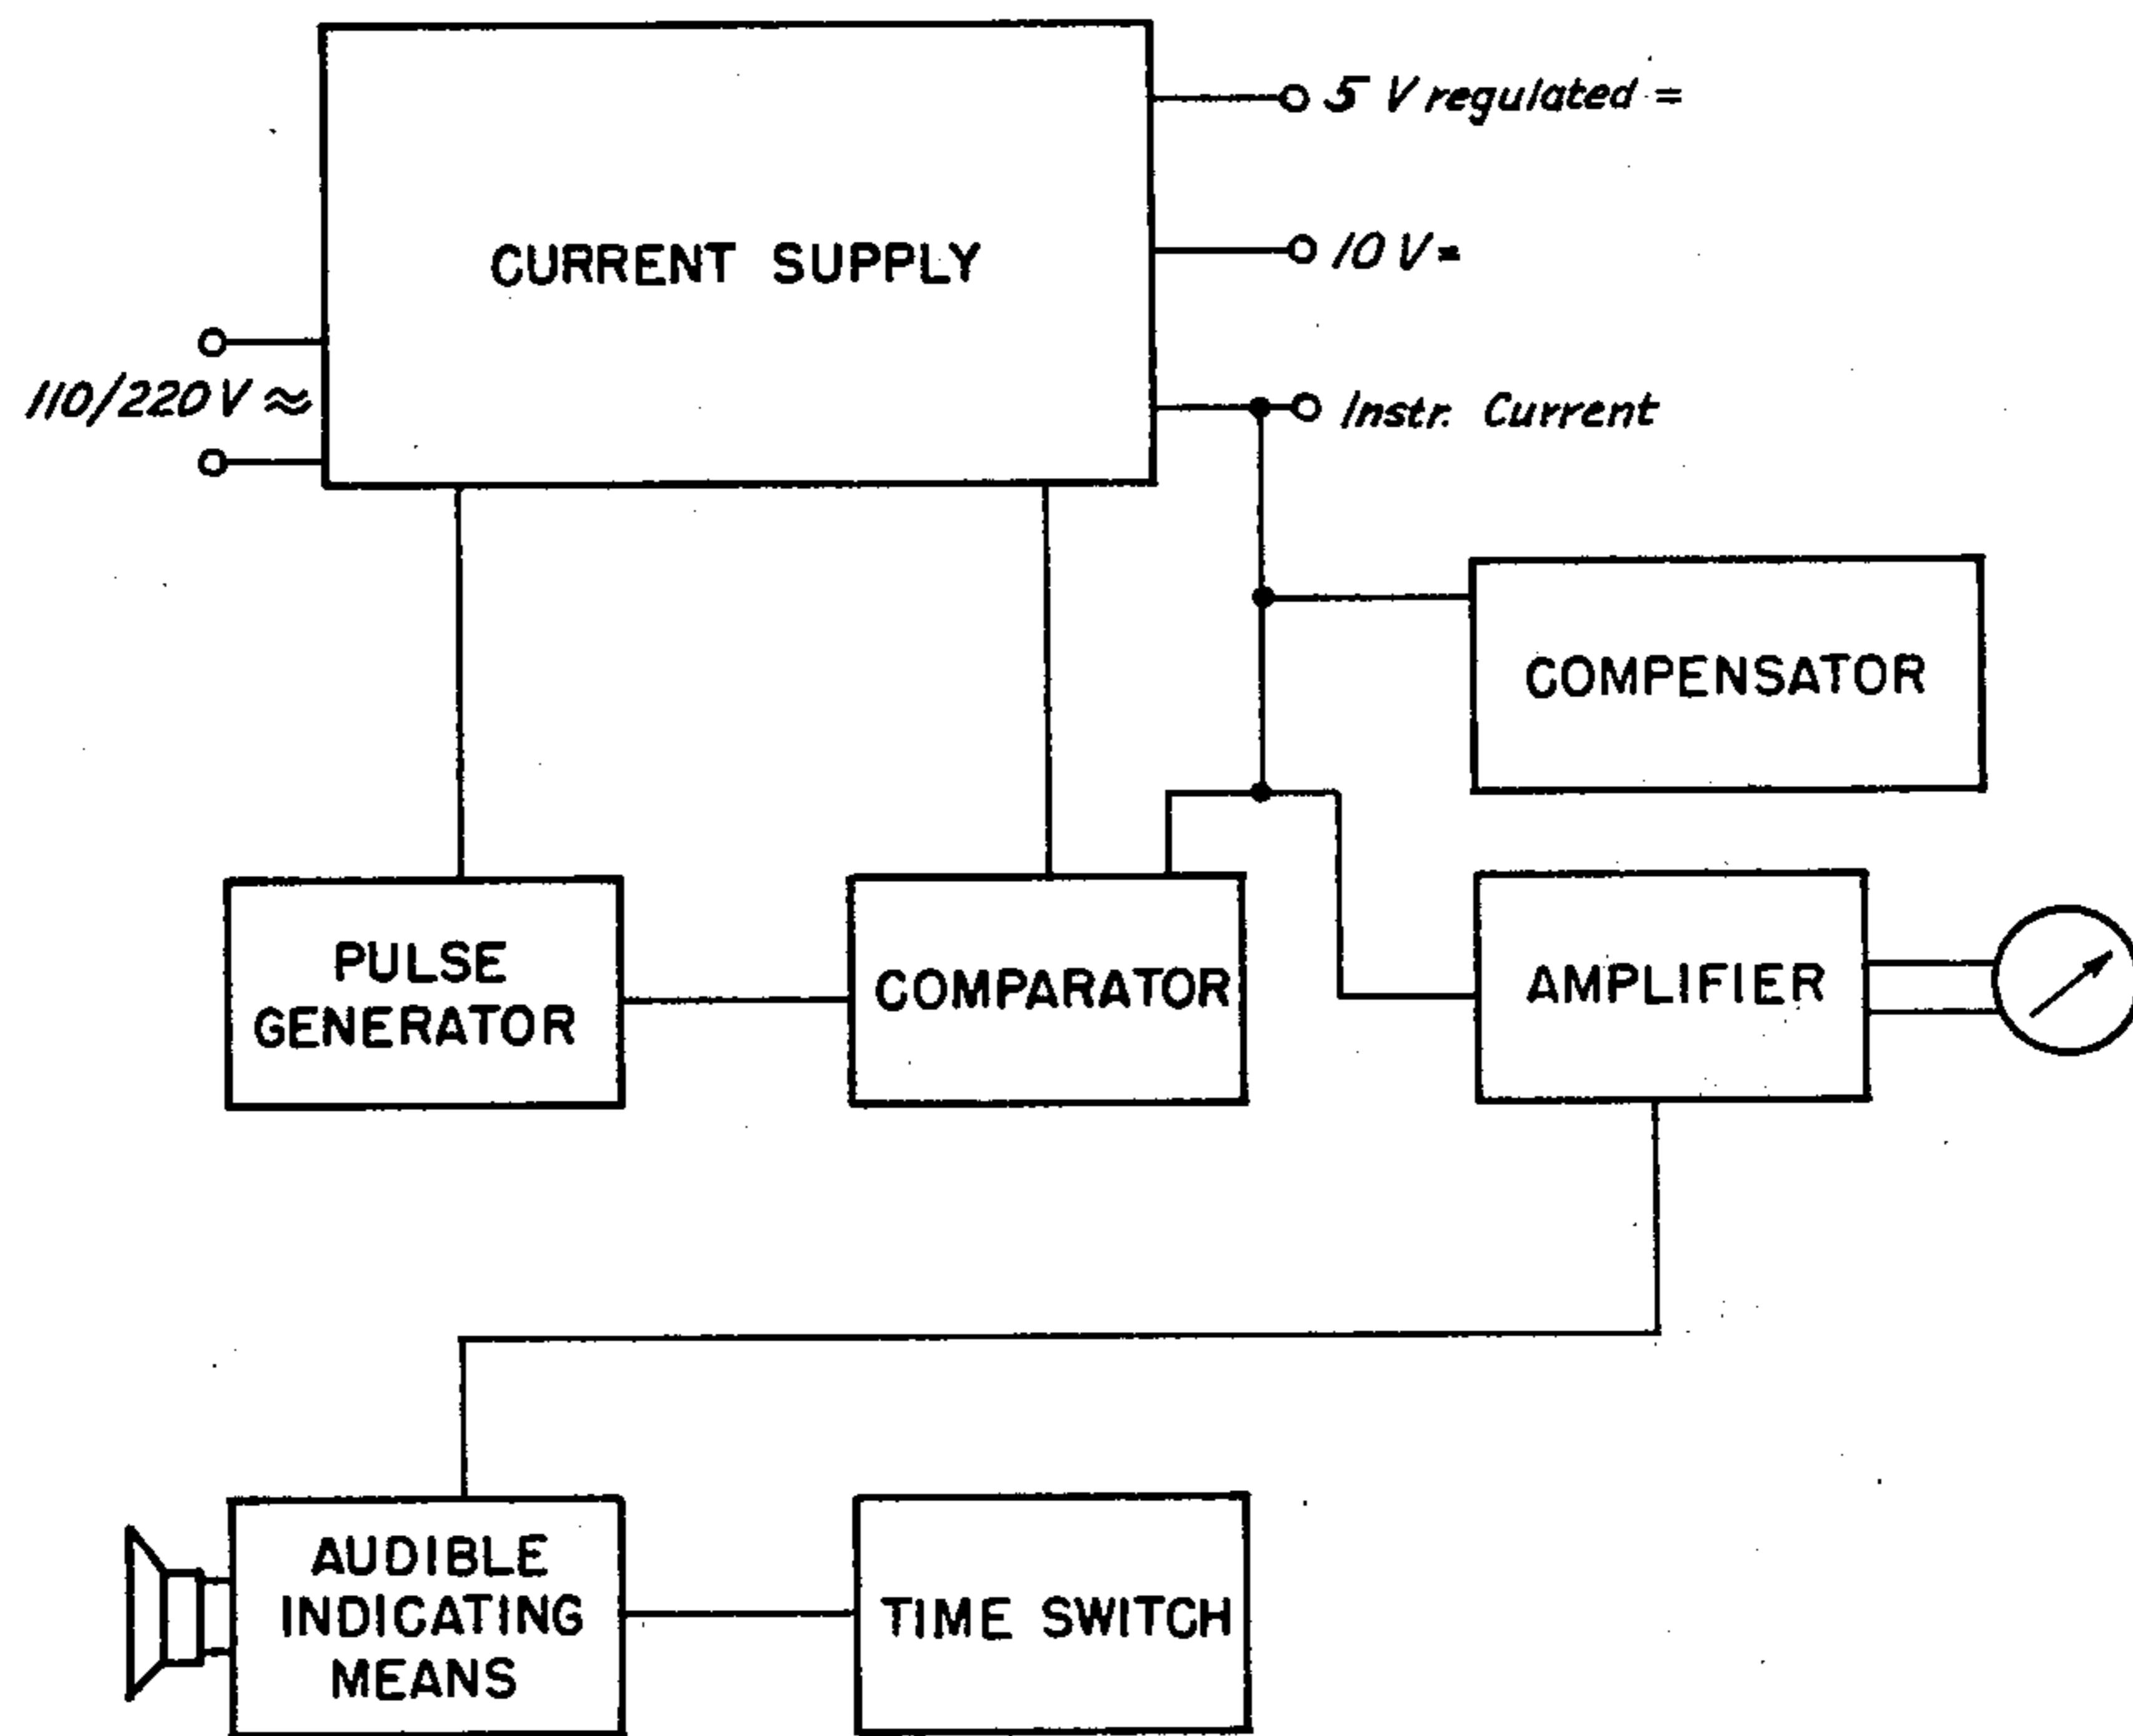 5 V regulated =
CURRENT SUPPLY
10 V =
110/220 V ≈
Instr. Current
COMPENSATOR
PULSE
GENERATOR
COMPARATOR
AMPLIFIER
AUDIBLE
INDICATING
MEANS
TIME SWITCH